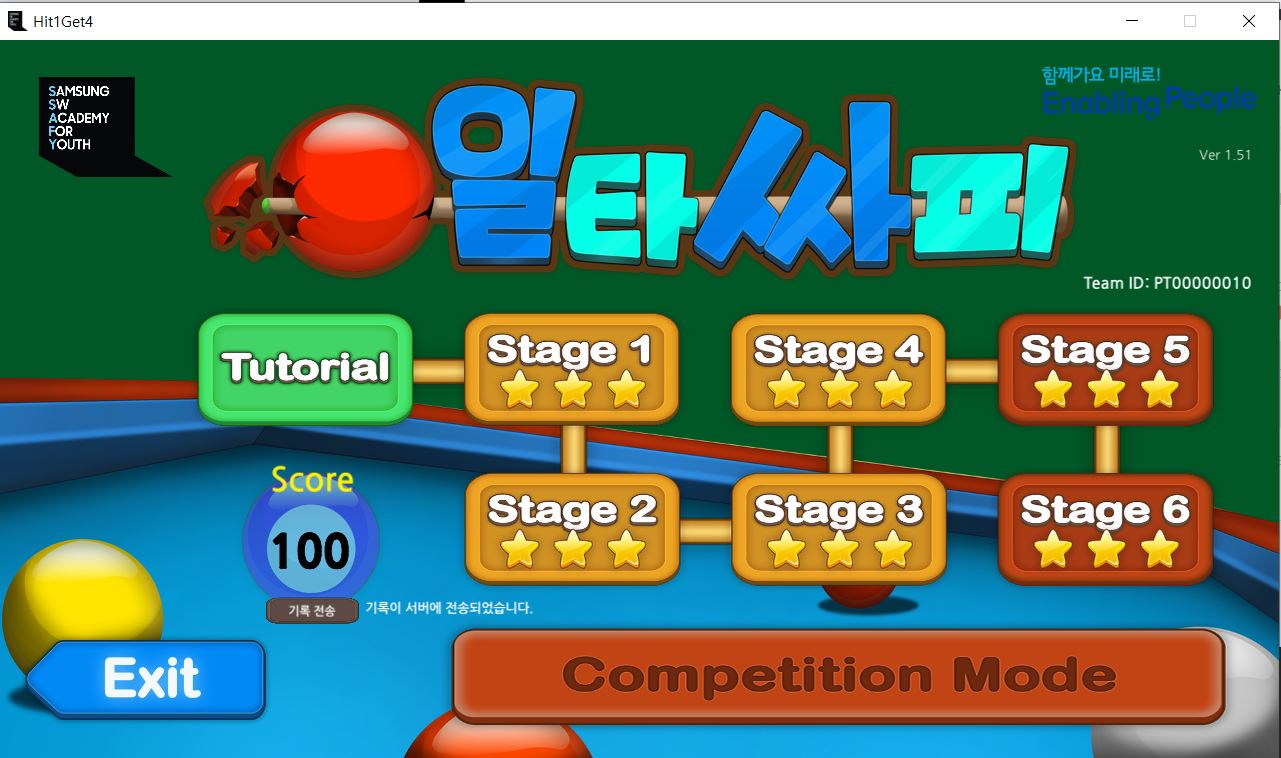 Hit1Get4
SAMSUNG
SW
ACADEMY
FOR
YOUTH
함께가요 미래로!
Enabling People
일타싸피
Ver 1.51
Team ID: PT00000010
Tutorial
Stage 1
Stage 4
Stage 5
Score
100
Stage 2
Stage 3
Stage 6
기록 전송
기록이 서버에 전송되었습니다.
Exit
Competition Mode